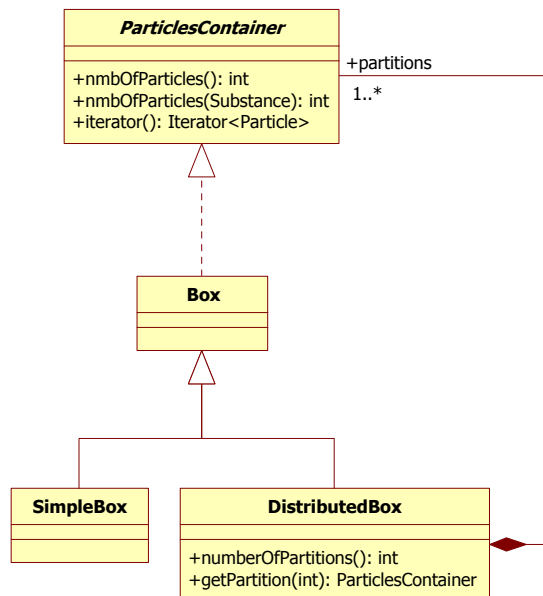 ParticlesContainer
+nmbOfParticles(): int
+nmbOfParticles(Substance): int
+iterator(): Iterator<Particle>
+partitions
1..*
Box
SimpleBox
DistributedBox
+numberOfPartitions(): int
+getPartition(int): ParticlesContainer